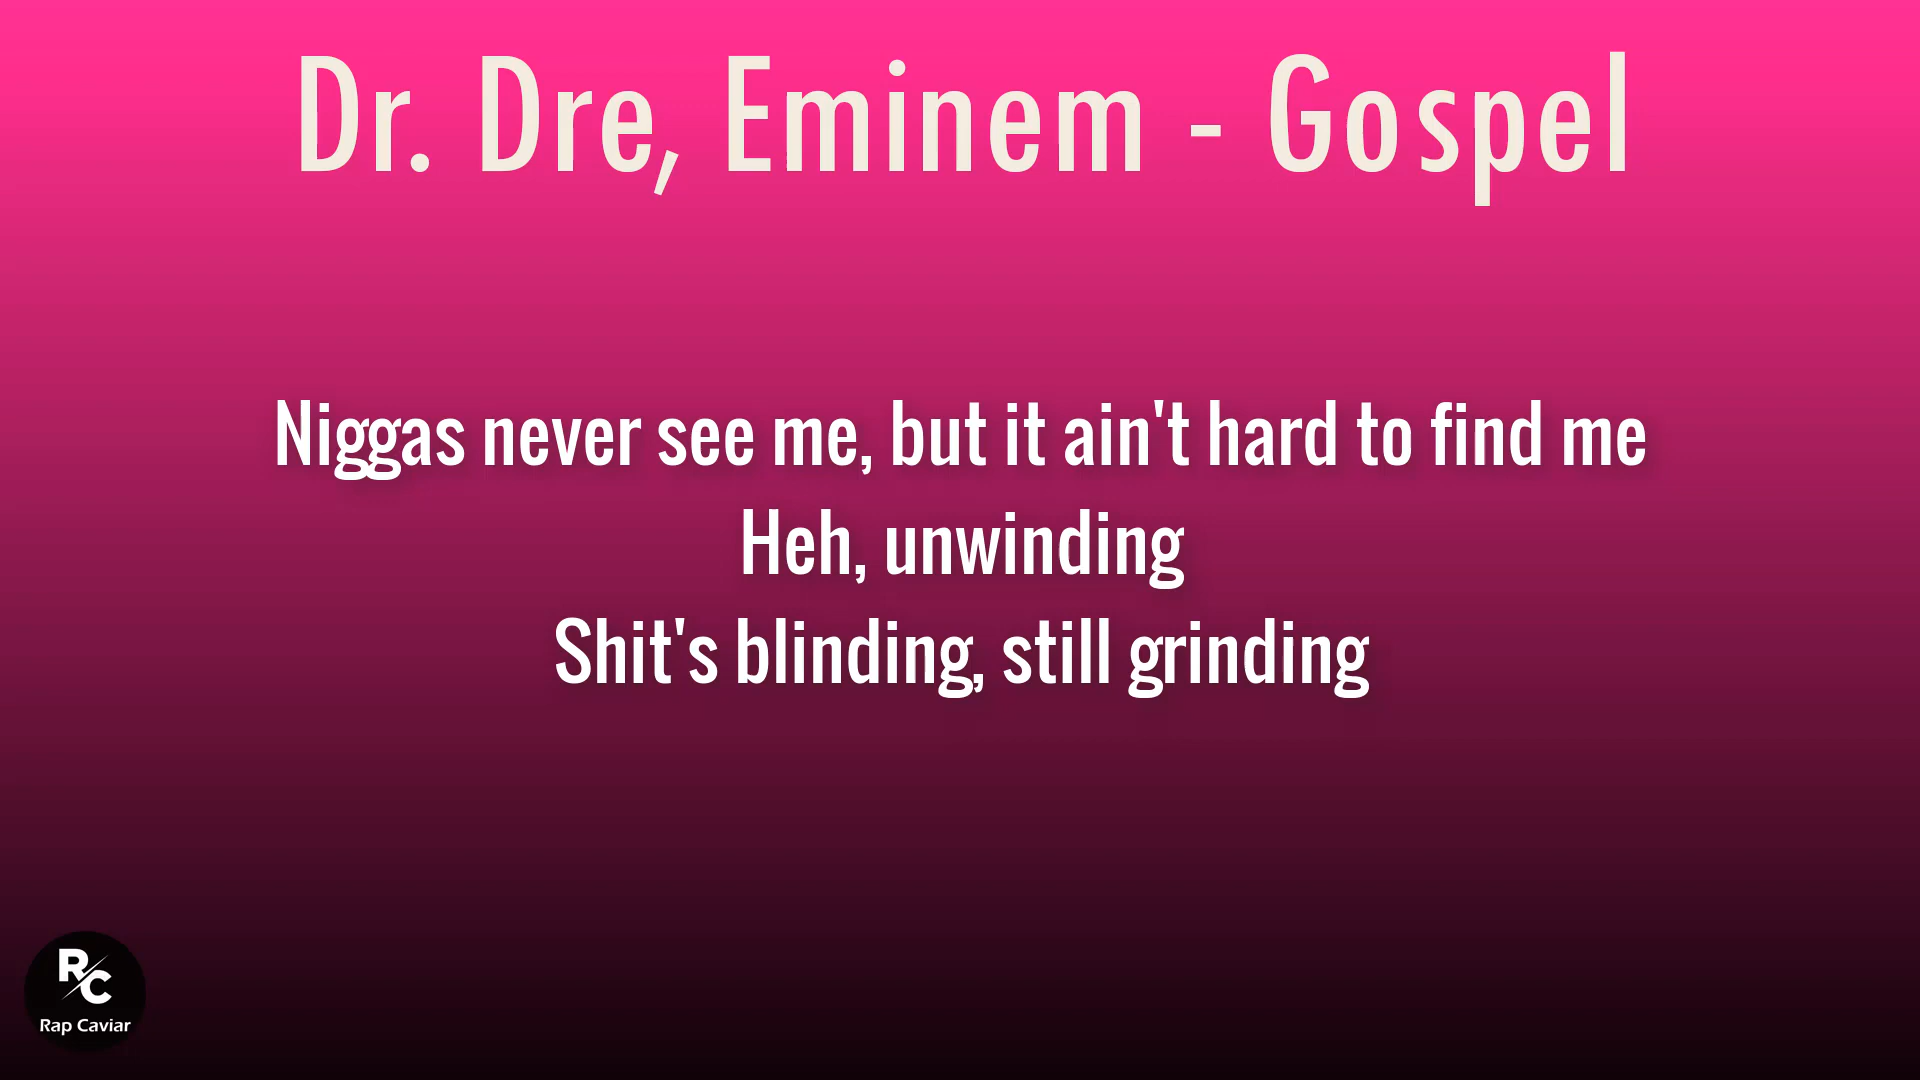 Dr. Dre, Eminem - Gospel
Niggas never see me, but it ain't hard to find me
Heh, unwinding
Shit's blinding, still grinding
RC
Rap Caviar